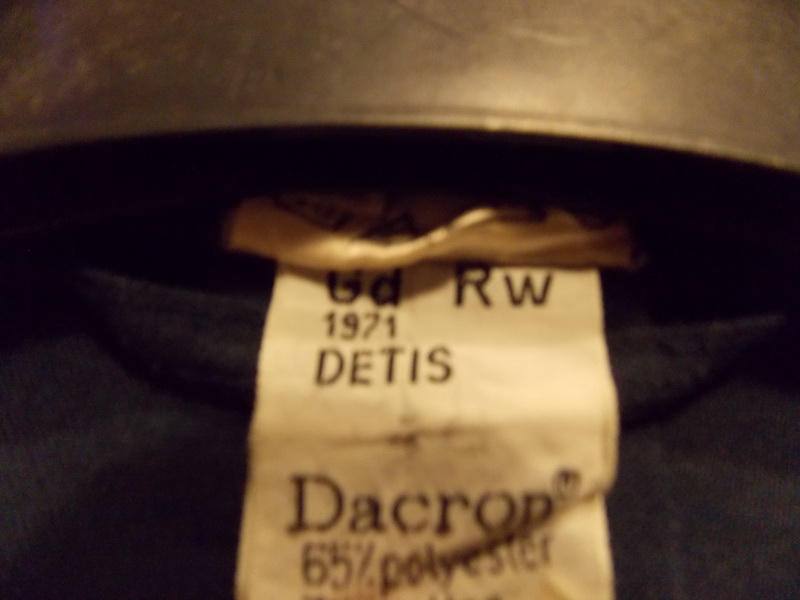 Gd Rw
1971
DETIS
Dacron®
65% polyester